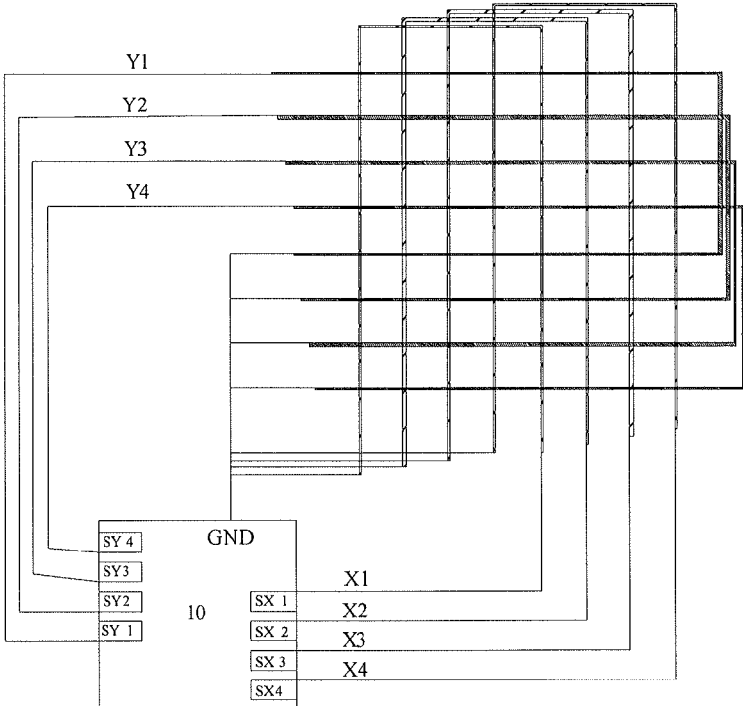 Y1
Y2
Y3
Y4
GND
SY 4
SY3
SY2
SY 1
10
SX 1
SX 2
SX 3
SX4
X1
X2
X3
X4